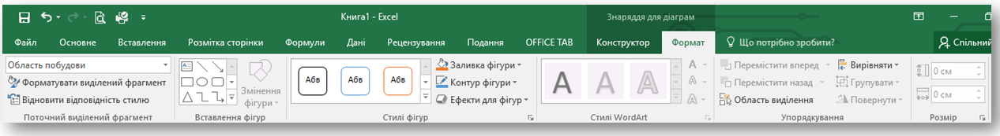 Книга1 - Excel
Знаряддя для діаграм
Файл Основне Вставлення Розмітка сторінки Формули Дані Рецензування Подання OFFICE TAB Конструктор Формат Що потрібно зробити? Спільний
Область побудови
Форматувати виділений фрагмент
Відновити відповідність стилю
Поточний виділений фрагмент
Змінення
фігури
Вставлення фігур
Абв Абв Абв
Заливка фігури
Контур фігури
Ефекти для фігур
Стилі фігур
A A A
A
A
A
Стилі WordArt
Перемістити вперед
Перемістити назад
Область виділення
Вирівняти
Групувати
Повернути
Упорядкування
0 см
0 см
Розмір